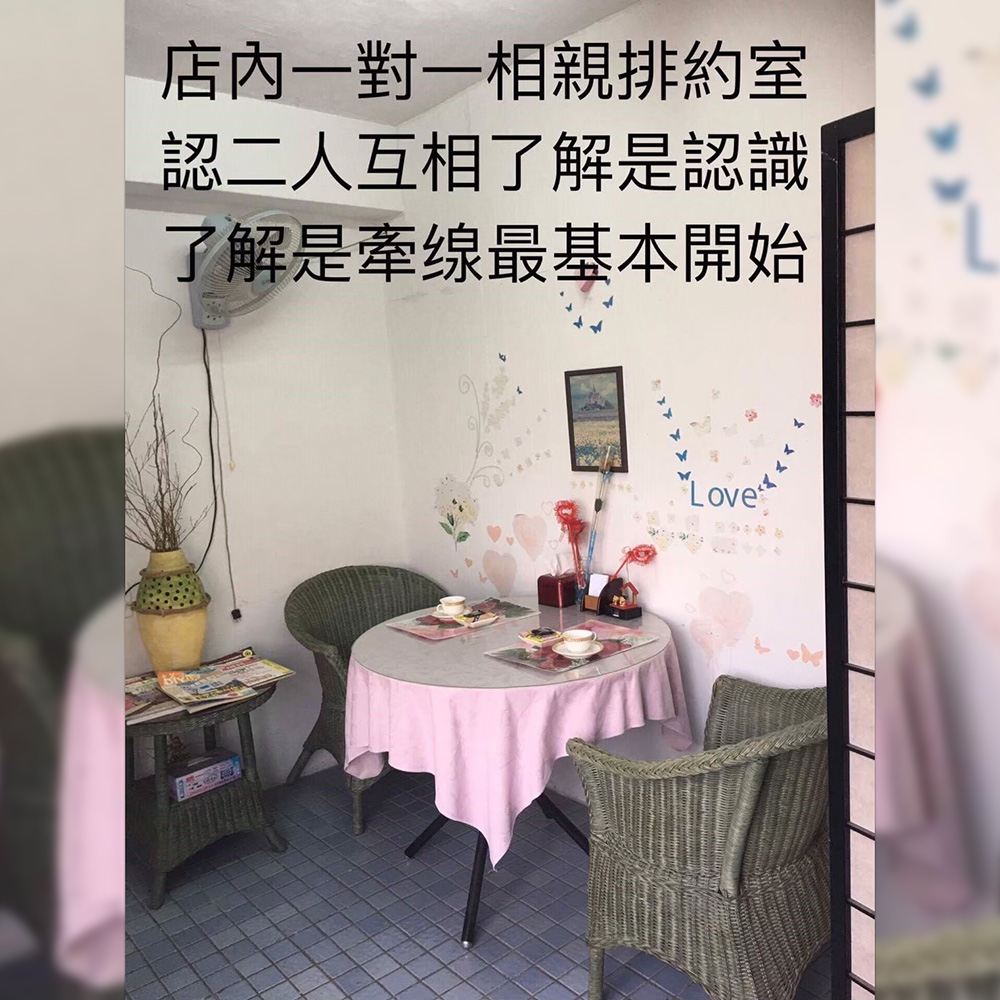 店內一對一相親排約室
認二人互相了解是認識
了解是牽线最基本開始
Love